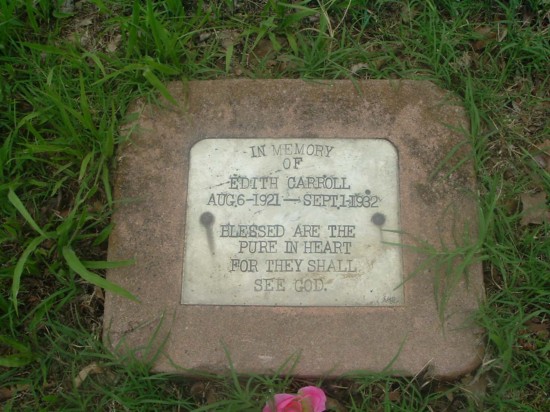 IN MEMORY
OF
EDITH CARROLL
AUG.6-1921 — SEPT.1-1932
BLESSED ARE THE
PURE IN HEART
FOR THEY SHALL
SEE GOD.